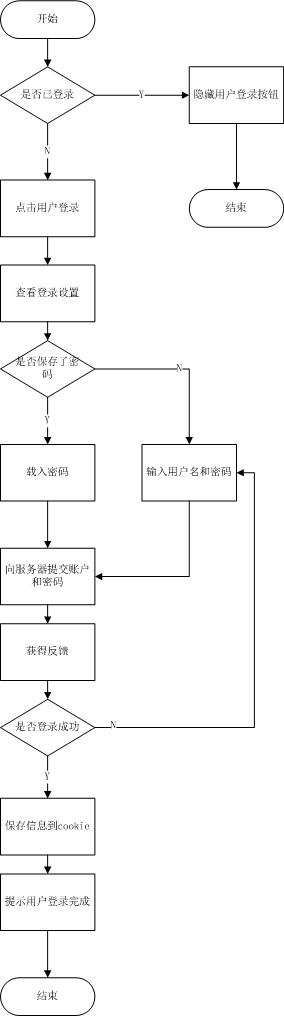 开始
是否已登录
Y
隐藏用户登录按钮
N
点击用户登录
结束
查看登录设置
是否保存了密
码
N
Y
载入密码
输入用户名和密码
向服务器提交账户
和密码
获得反馈
是否登录成功
N
Y
保存信息到cookie
提示用户登录完成
结束